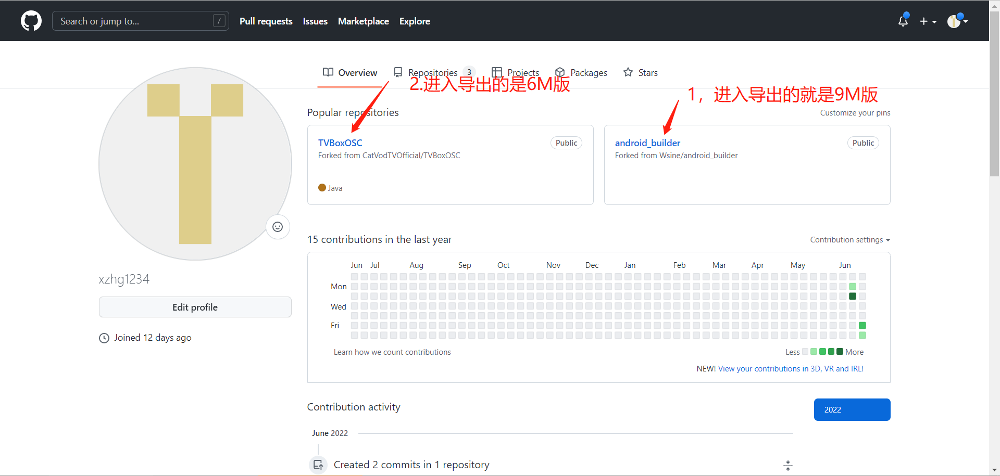 Search or jump to... /
Pull requests
Issues
Marketplace
Explore
Overview
Repositories 3
Projects
Packages
Stars
2.进入导出的是6M版
1，进入导出的就是9M版
Popular repositories
Customize your pins
TVBoxOSC
Public
Forked from CatVodTVOfficial/TVBoxOSC
Java
android_builder
Public
Forked from Wsine/android_builder
xzhg1234
Edit profile
Joined 12 days ago
15 contributions in the last year
Contribution settings
Jun Jul Aug Sep Oct Nov Dec Jan Feb Mar Apr May Jun
Mon
Wed
Fri
Learn how we count contributions
Less More
NEW! View your contributions in 3D, VR and IRL!
Contribution activity
2022
June 2022
Created 2 commits in 1 repository